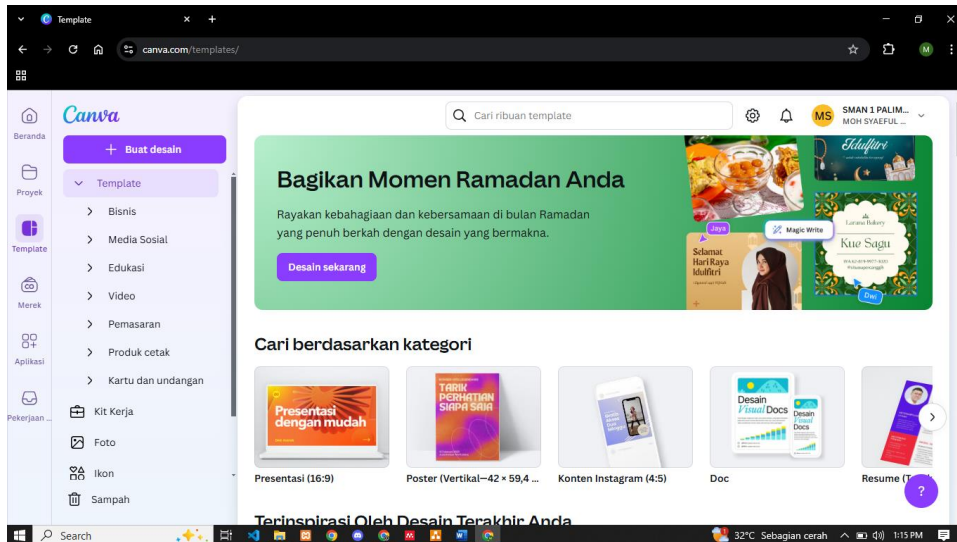 Template
canva.com/templates/
M
Beranda
Proyek
Template
Merek
Aplikasi
Pekerjaan ...
Canva
+ Buat desain
Template
Bisnis
Media Sosial
Edukasi
Video
Pemasaran
Produk cetak
Kartu dan undangan
Kit Kerja
Foto
Ikon
Sampah
Cari ribuan template
MS
SMAN 1 PALIM...
MOH SYAEFUL ...
Bagikan Momen Ramadan Anda
Rayakan kebahagiaan dan kebersamaan di bulan Ramadan
yang penuh berkah dengan desain yang bermakna.
Desain sekarang
Idulfitri
Jaya
Magic Write
Selamat
Hari Raya
Idulfitri
Larana Bakery
Kue Sagu
Dwi
Cari berdasarkan kategori
Presentasi
dengan mudah
TARIK
PERHATIAN
SIAPA SAJA
Desain
Visual Docs
Desain
Visual
Docs
Presentasi (16:9)
Poster (Vertikal—42 × 59,4 ...
Konten Instagram (4:5)
Doc
Resume (T
?
Terinspirasi Oleh Desain Terakhir Anda
Search
32°C Sebagian cerah
1:15 PM